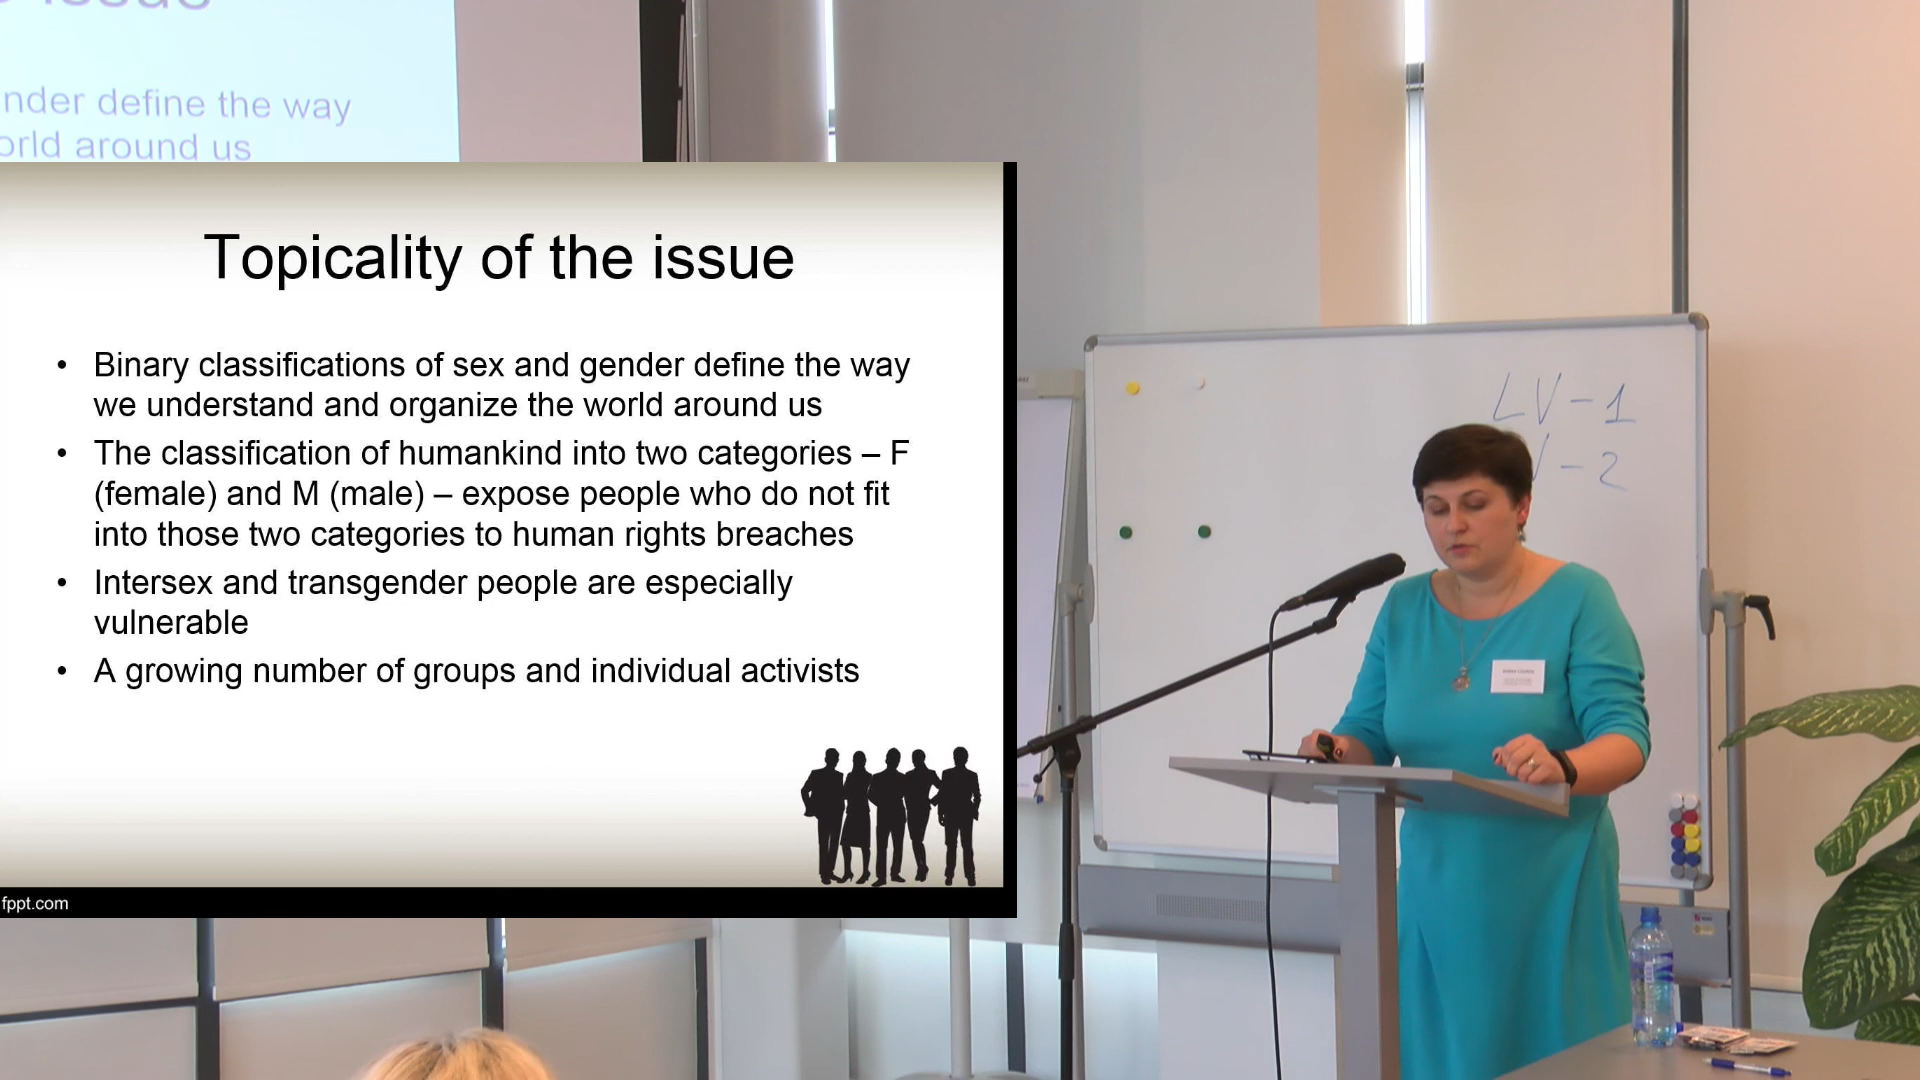 nder define the way
orld around us
Topicality of the issue
• Binary classifications of sex and gender define the way
we understand and organize the world around us
• The classification of humankind into two categories – F
(female) and M (male) – expose people who do not fit
into those two categories to human rights breaches
• Intersex and transgender people are especially
vulnerable
• A growing number of groups and individual activists
fppt.com
LV-1
V-2